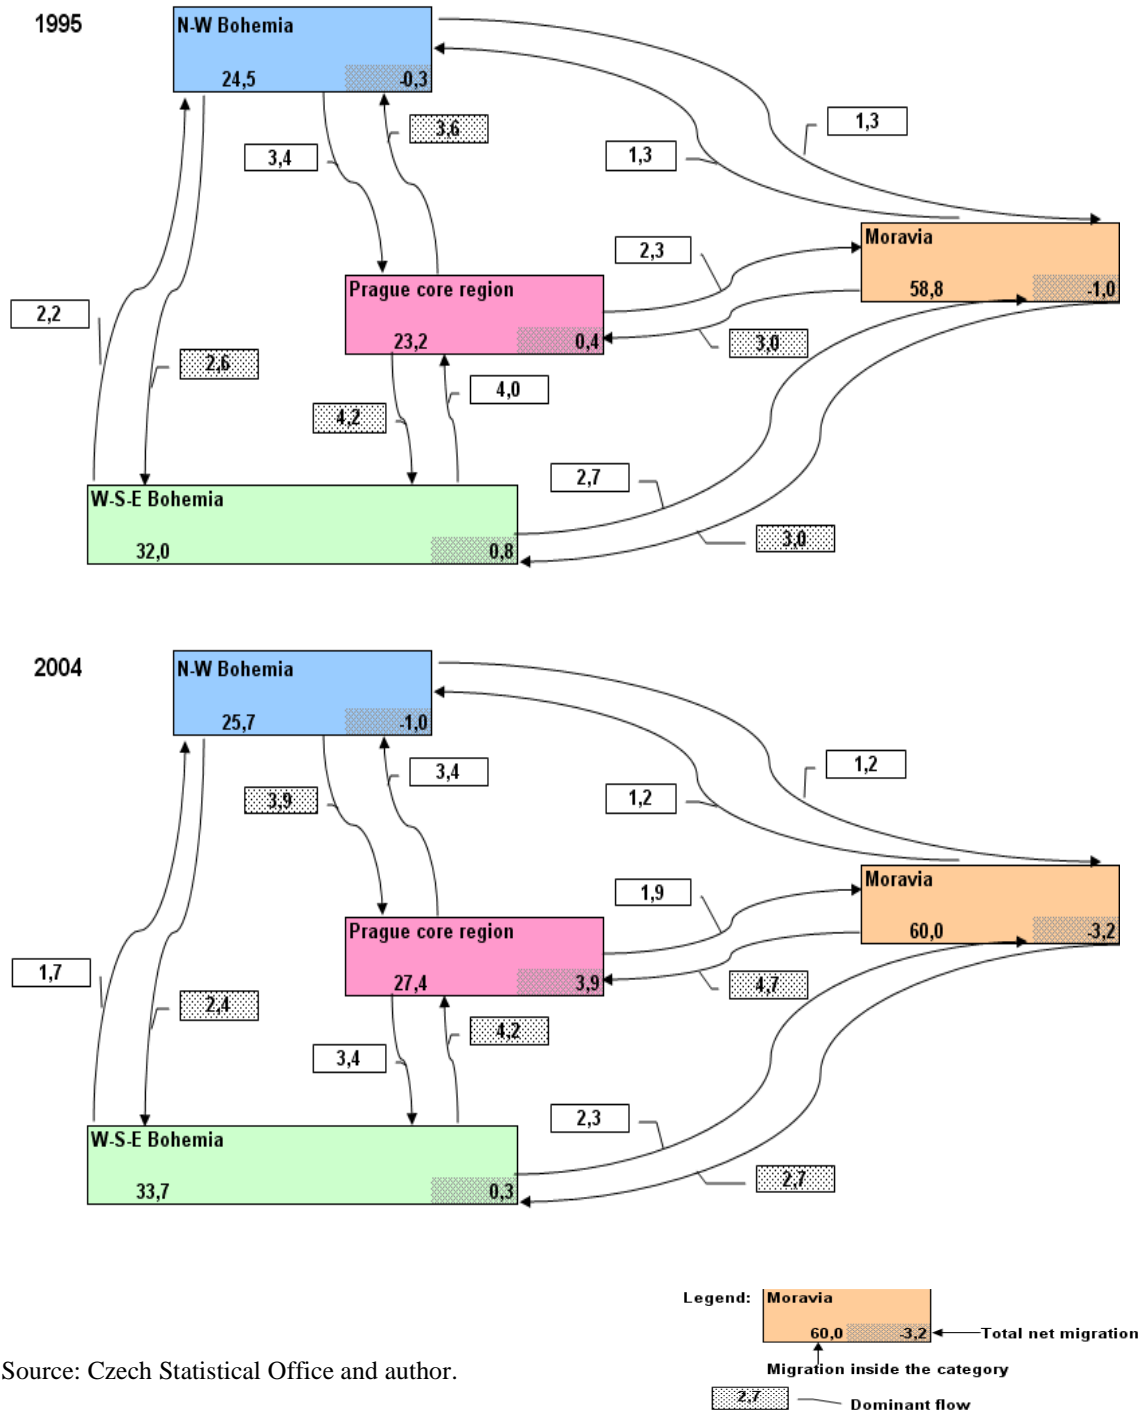 1995
N-W Bohemia
24,5 -0,3
1,3
3,6
3,4
1,3
Moravia
58,8 -1,0
2,3
Prague core region
23,2 0,4
2,2
3,0
2,6
4,0
4,2
2,7
W-S-E Bohemia
32,0 0,8
3,0
2004
N-W Bohemia
25,7 -1,0
1,2
3,4
3,9
1,2
Moravia
60,0 -3,2
1,9
Prague core region
27,4 3,9
1,7
4,7
2,4
4,2
3,4
2,3
W-S-E Bohemia
33,7 0,3
2,7
Legend: Moravia
60,0 -3,2 Total net migration
Migration inside the category
2,7 Dominant flow
Source: Czech Statistical Office and author.